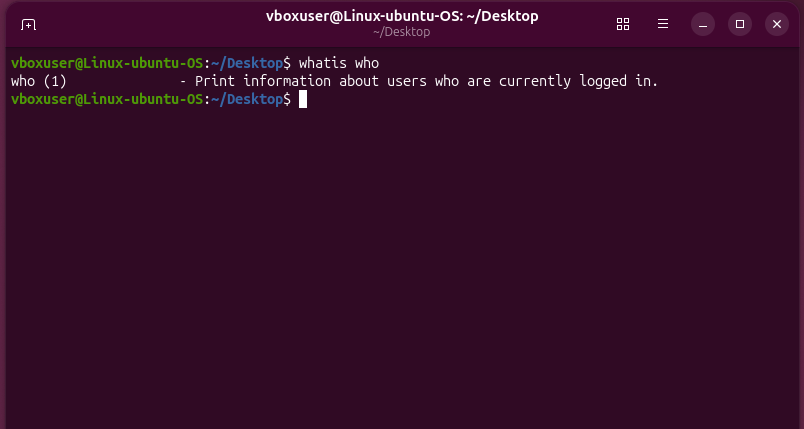 vboxuser@Linux-ubuntu-OS: ~/Desktop
~/Desktop
vboxuser@Linux-ubuntu-OS:~/Desktop$ whatis who
who (1)              - Print information about users who are currently logged in.
vboxuser@Linux-ubuntu-OS:~/Desktop$